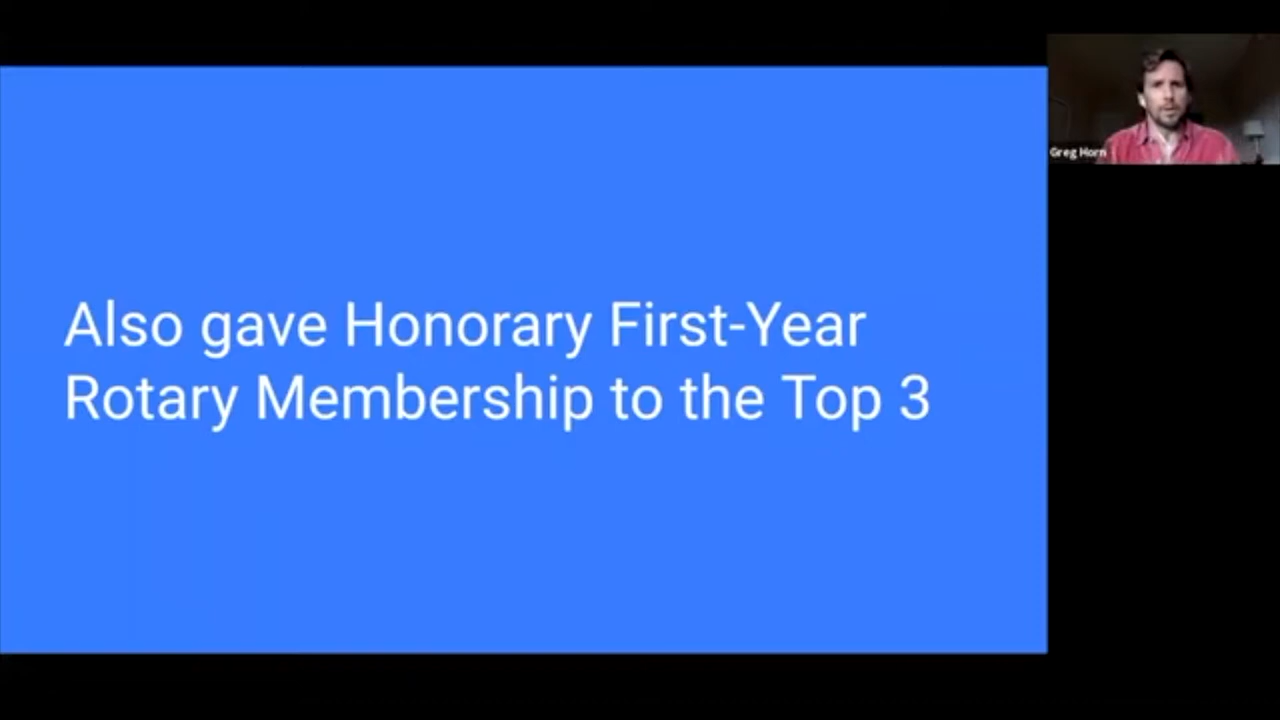 Also gave Honorary First-Year
Rotary Membership to the Top 3
Greg Horn